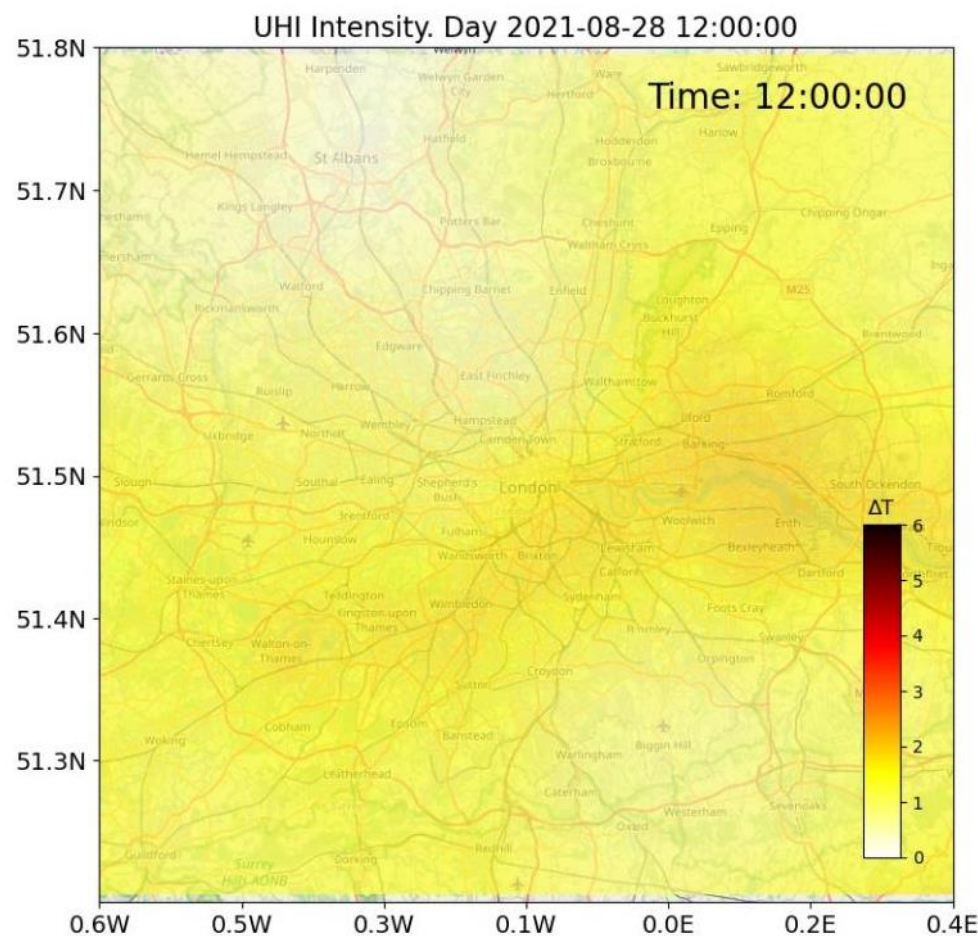 UHI Intensity. Day 2021-08-28 12:00:00
51.8N
Welwyn
Harpenden
Welwyn Garden
City
Ware
Hertford
Sawbridgeworth
Time: 12:00:00
Hatfield
Hoddesdon
Harlow
Broxbourne
Hemel Hempstead
St Albans
51.7N
Kings Langley
Potters Bar
Cheshunt
Chipping Ongar
Epping
Waltham Cross
Watford
Chipping Barnet
Enfield
M25
Loughton
Rickmansworth
Buckhurst
Hill
51.6N
Brentwood
Edgware
Gerrards Cross
East Finchley
Walthamstow
Ruislip
Harrow
Romford
Hampstead
Ilford
Wembley
Uxbridge
Northolt
Camden Town
Stratford
Barking
51.5N
Slough
Southal
Ealing
Shepherd's
Bush
London
South Ockendon
Trentford
Woolwich
Erith
Hounslow
Fulham
Wandsworth
Brixton
Lewisham
Bexleyheath
Staines-upon
Thames
Catford
Dartford
Teddington
Kingston upon
Thames
Wimbledon
Sydenham
Foots Cray
51.4N
Chertsey
Walton-on-
Thames
Bromley
Swanley
Croydon
Orpington
Sutton
Cobham
Epsom
Banstead
Woking
Biggin Hill
Warlingham
51.3N
Leatherhead
Caterham
Westerham
Sevenoaks
Oxted
Redhill
Guildford
Dorking
Surrey
Hills AONB
ΔT
6
5
4
3
2
1
0
0.6W 0.5W 0.3W 0.1W 0.0E 0.2E 0.4E